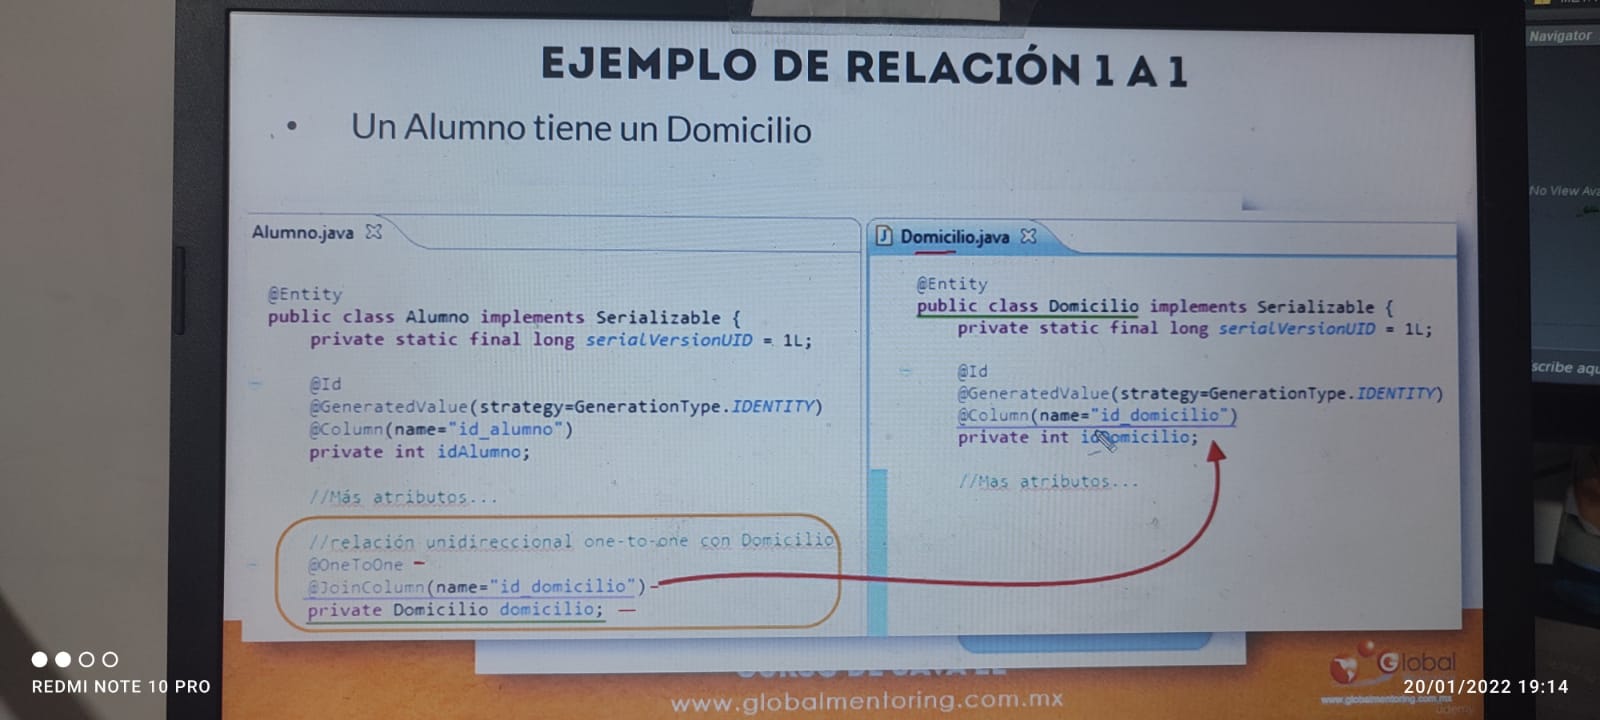 EJEMPLO DE RELACIÓN 1 A 1
• Un Alumno tiene un Domicilio
Alumno.java
@Entity
public class Alumno implements Serializable {
private static final long serialVersionUID = 1L;
@Id
@GeneratedValue(strategy=GenerationType.IDENTITY)
@Column(name="id_alumno")
private int idAlumno;
//Más atributos...
//relación unidireccional one-to-one con Domicilio
@OneToOne
@JoinColumn(name="id_domicilio")
private Domicilio domicilio;
J Domicilio.java
@Entity
public class Domicilio implements Serializable {
private static final long serialVersionUID = 1L;
@Id
@GeneratedValue(strategy=GenerationType.IDENTITY)
@Column(name="id_domicilio")
private int idDomicilio;
//Mas atributos...
www.globalmentoring.com.mx
Global
www.globalmentoring.com.mx
udemy
Navigator
No View Ava
scribe aqu
REDMI NOTE 10 PRO
20/01/2022 19:14